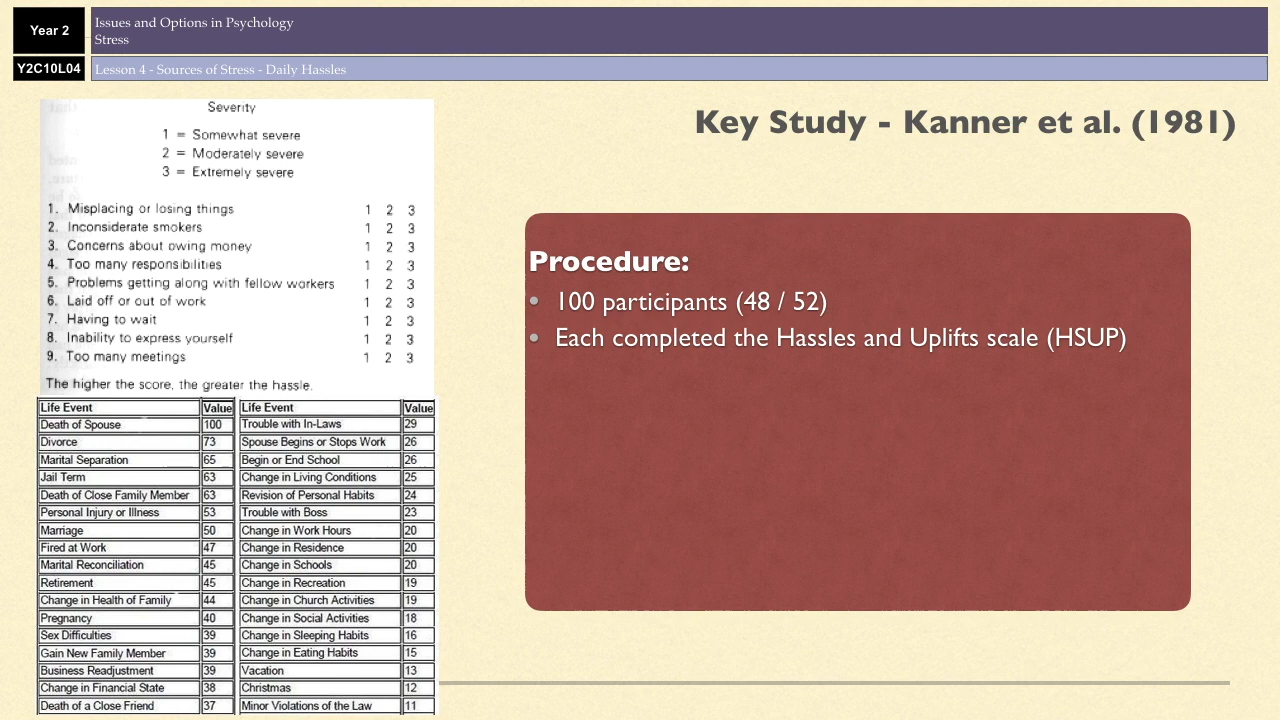 Year 2
Issues and Options in Psychology
Stress
Y2C10L04
Lesson 4 - Sources of Stress - Daily Hassles
Key Study - Kanner et al. (1981)
Severity
1 = Somewhat severe
2 = Moderately severe
3 = Extremely severe
1. Misplacing or losing things 1 2 3
2. Inconsiderate smokers 1 2 3
3. Concerns about owing money 1 2 3
4. Too many responsibilities 1 2 3
5. Problems getting along with fellow workers 1 2 3
6. Laid off or out of work 1 2 3
7. Having to wait 1 2 3
8. Inability to express yourself 1 2 3
9. Too many meetings 1 2 3
The higher the score, the greater the hassle.
Life Event Value Life Event Value
Death of Spouse 100 Trouble with In-Laws 29
Divorce 73 Spouse Begins or Stops Work 26
Marital Separation 65 Begin or End School 26
Jail Term 63 Change in Living Conditions 25
Death of Close Family Member 63 Revision of Personal Habits 24
Personal Injury or Illness 53 Trouble with Boss 23
Marriage 50 Change in Work Hours 20
Fired at Work 47 Change in Residence 20
Marital Reconciliation 45 Change in Schools 20
Retirement 45 Change in Recreation 19
Change in Health of Family 44 Change in Church Activities 19
Pregnancy 40 Change in Social Activities 18
Sex Difficulties 39 Change in Sleeping Habits 16
Gain New Family Member 39 Change in Eating Habits 15
Business Readjustment 39 Vacation 13
Change in Financial State 38 Christmas 12
Death of a Close Friend 37 Minor Violations of the Law 11
Procedure:
• 100 participants (48 / 52)
• Each completed the Hassles and Uplifts scale (HSUP)